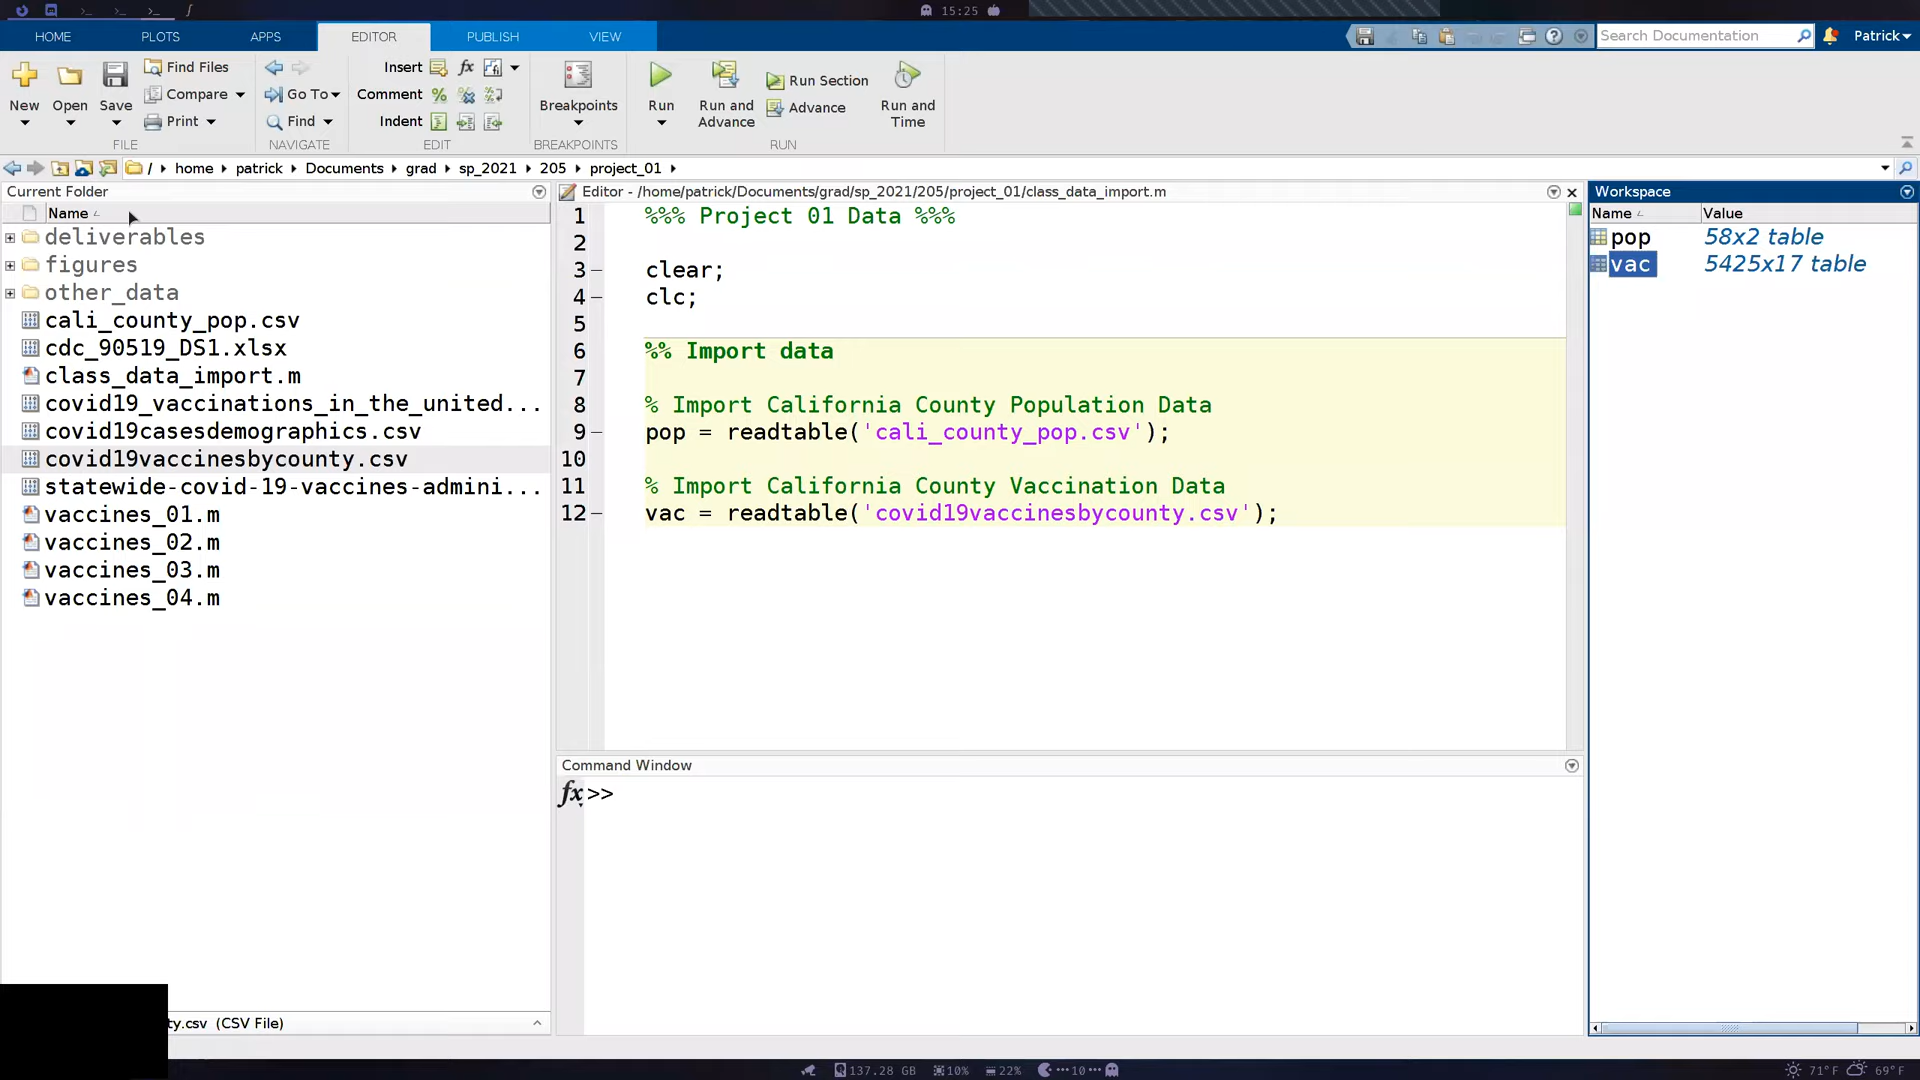 15:25
HOME PLOTS APPS EDITOR PUBLISH VIEW Search Documentation Patrick
Find Files Insert fx Run Section
Compare Go To Comment
New Open Save Breakpoints Run Run and Advance Run and Time
Advance
Print Find Indent
FILE NAVIGATE EDIT BREAKPOINTS RUN
/ home patrick Documents grad sp_2021 205 project_01
Current Folder
Name
deliverables
figures
other_data
cali_county_pop.csv
cdc_90519_DS1.xlsx
class_data_import.m
covid19_vaccinations_in_the_united...
covid19casesdemographics.csv
covid19vaccinesbycounty.csv
statewide-covid-19-vaccines-admini...
vaccines_01.m
vaccines_02.m
vaccines_03.m
vaccines_04.m
ty.csv (CSV File)
Editor - /home/patrick/Documents/grad/sp_2021/205/project_01/class_data_import.m
1 %%% Project 01 Data %%%
2
3 clear;
4 clc;
5
6 %% Import data
7
8 % Import California County Population Data
9 pop = readtable('cali_county_pop.csv');
10
11 % Import California County Vaccination Data
12 vac = readtable('covid19vaccinesbycounty.csv');
Command Window
fx >>
Workspace
Name Value
pop 58x2 table
vac 5425x17 table
137.28 GB 10% 22% 10 71°F 69°F